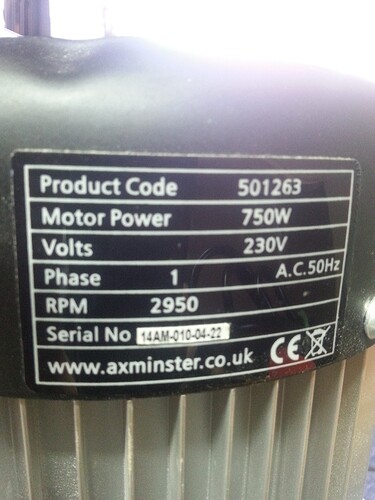 Product Code 501263
Motor Power 750W
Volts 230V
Phase 1 A.C.50Hz
RPM 2950
Serial No 14AM-010-04-22
www.axminster.co.uk CE